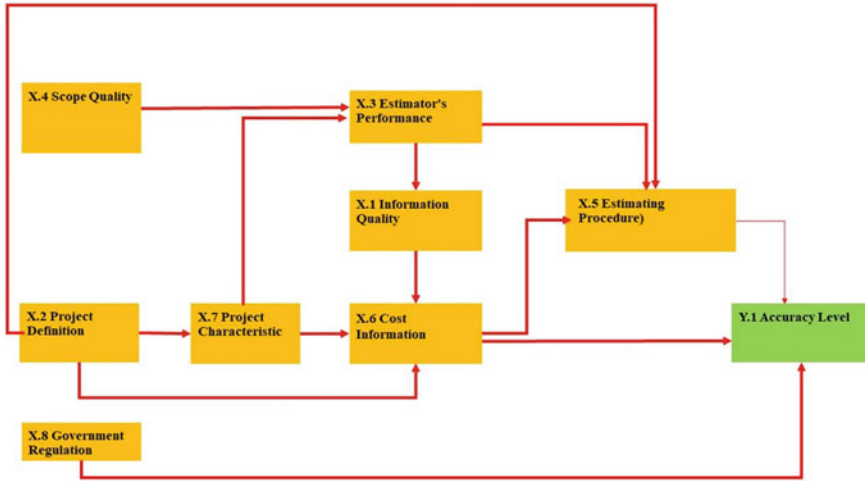 X.4 Scope Quality
X.3 Estimator's
Performance
X.1 Information
Quality
X.5 Estimating
Procedure)
X.2 Project
Definition
X.7 Project
Characteristic
X.6 Cost
Information
Y.1 Accuracy Level
X.8 Government
Regulation